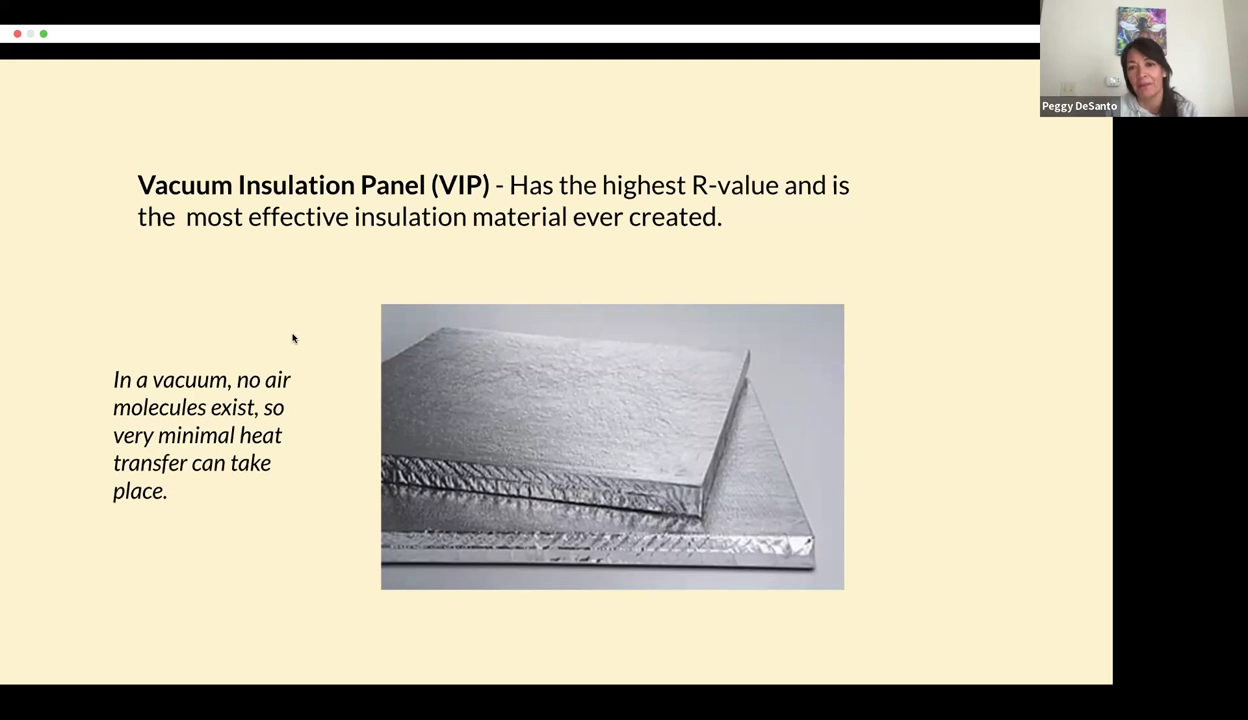 Peggy DeSanto
Vacuum Insulation Panel (VIP) - Has the highest R-value and is
the  most effective insulation material ever created.
In a vacuum, no air
molecules exist, so
very minimal heat
transfer can take
place.